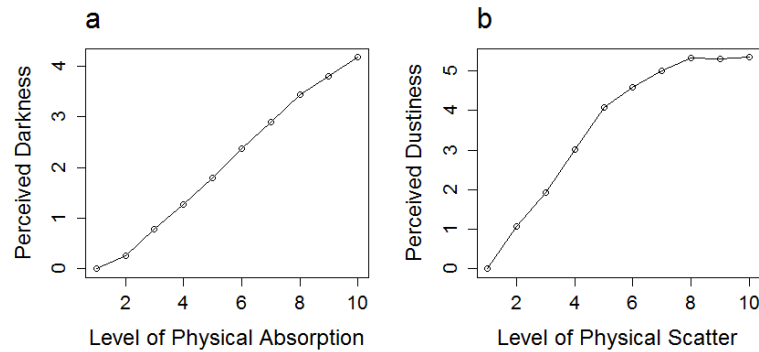 a
Perceived Darkness
4
3
2
1
0
2 4 6 8 10
Level of Physical Absorption
b
Perceived Dustiness
5
4
3
2
1
0
2 4 6 8 10
Level of Physical Scatter